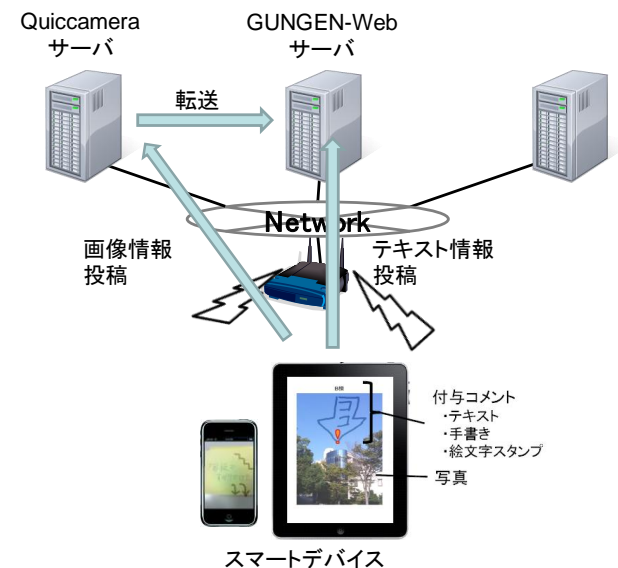 Quiccamera
サーバ
GUNGEN-Web
サーバ
転送
Network
画像情報
投稿
テキスト情報
投稿
付与コメント
・テキスト
・手書き
・絵文字スタンプ
写真
スマートデバイス